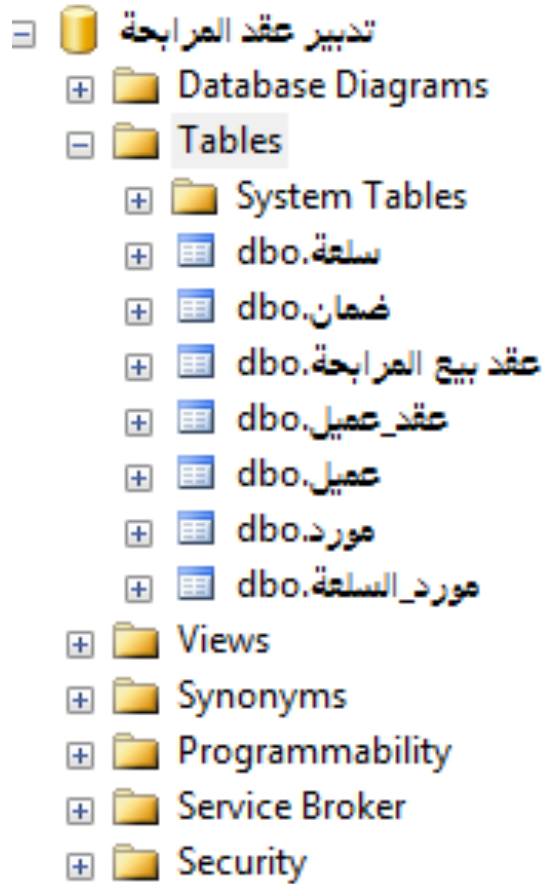 تدبير عقد المرابحة
Database Diagrams
Tables
System Tables
dbo.سلعة
dbo.ضمان
dbo.عقد بيع المرابحة
dbo.عقد_عميل
dbo.عميل
dbo.مورد
dbo.مورد_السلعة
Views
Synonyms
Programmability
Service Broker
Security